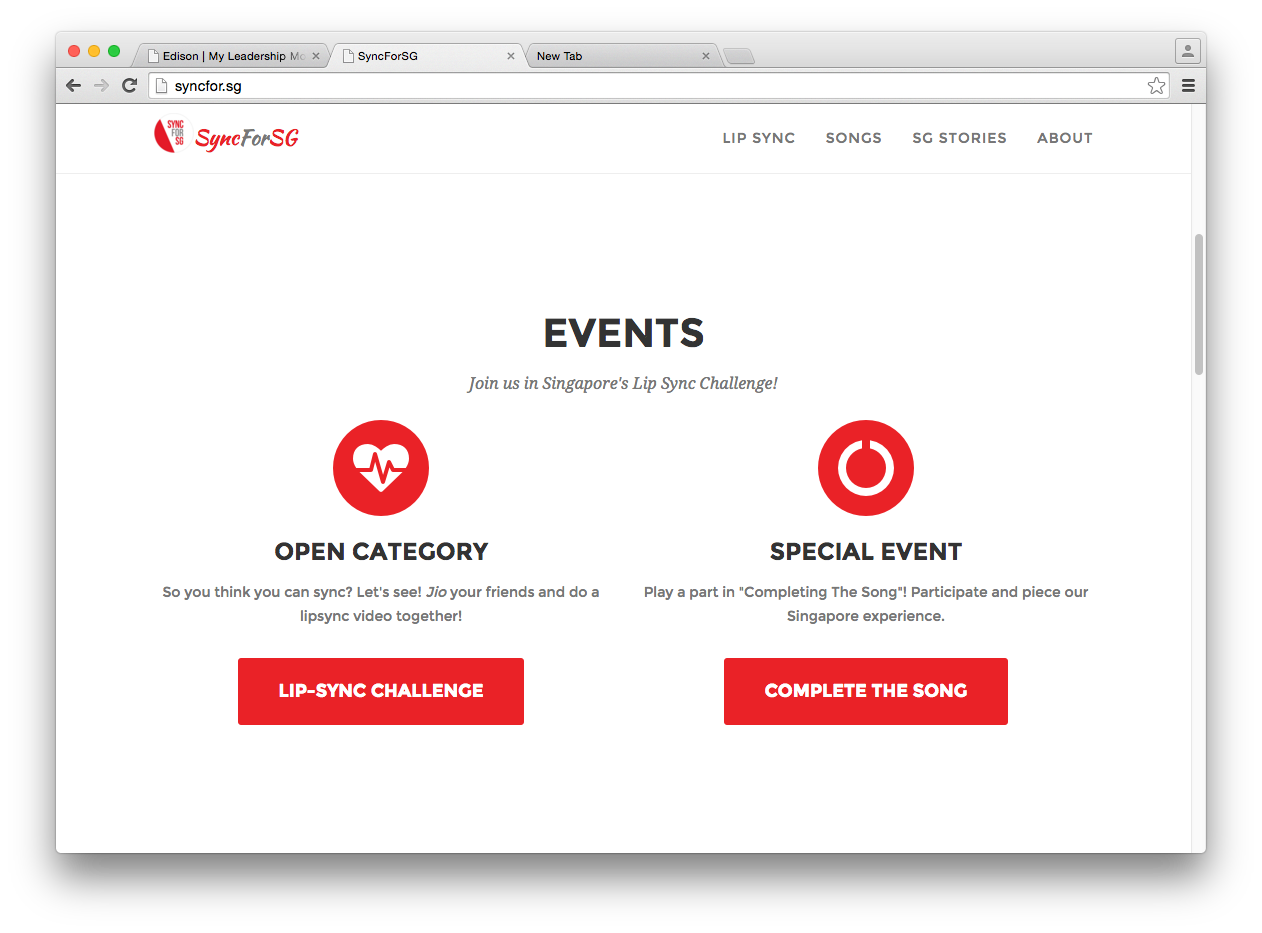 Edison | My Leadership Mo
SyncForSG
New Tab
syncfor.sg
SYNC
FOR
SG
SyncForSG
LIP SYNC
SONGS
SG STORIES
ABOUT
EVENTS
Join us in Singapore's Lip Sync Challenge!
OPEN CATEGORY
So you think you can sync? Let's see! Jio your friends and do a
lipsync video together!
LIP-SYNC CHALLENGE
SPECIAL EVENT
Play a part in "Completing The Song"! Participate and piece our
Singapore experience.
COMPLETE THE SONG